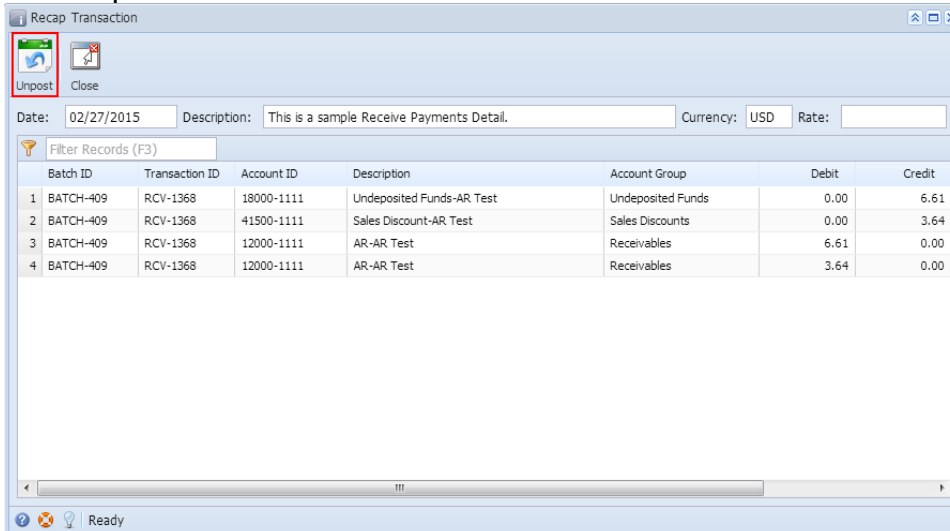 Recap Transaction
Unpost Close
Date: 02/27/2015 Description: This is a sample Receive Payments Detail. Currency: USD Rate:
Filter Records (F3)
Batch ID Transaction ID Account ID Description Account Group Debit Credit
1 BATCH-409 RCV-1368 18000-1111 Undeposited Funds-AR Test Undeposited Funds 0.00 6.61
2 BATCH-409 RCV-1368 41500-1111 Sales Discount-AR Test Sales Discounts 0.00 3.64
3 BATCH-409 RCV-1368 12000-1111 AR-AR Test Receivables 6.61 0.00
4 BATCH-409 RCV-1368 12000-1111 AR-AR Test Receivables 3.64 0.00
Ready